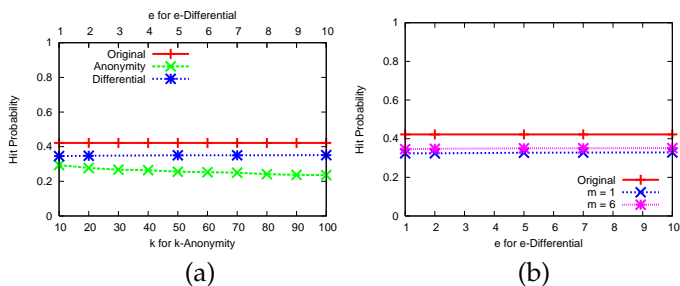 e for e-Differential
1 2 3 4 5 6 7 8 9 10
Original
Anonymity
Differential
Hit Probability
1
0.8
0.6
0.4
0.2
0
10 20 30 40 50 60 70 80 90 100
k for k-Anonymity
(a)
Hit Probability
1
0.8
0.6
0.4
0.2
0
Original
m = 1
m = 6
1 2 3 4 5 6 7 8 9 10
e for e-Differential
(b)